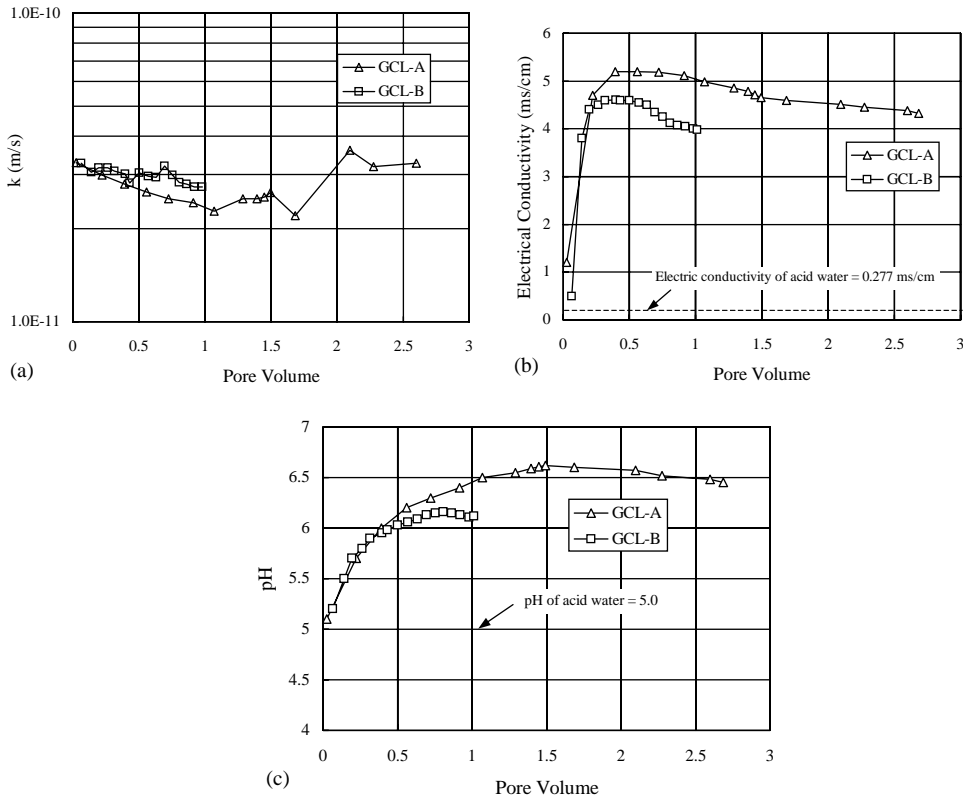 1.0E-10
GCL-A
GCL-B
k (m/s)
1.0E-11
0 0.5 1 1.5 2 2.5 3
(a)
Pore Volume
6
5
4
3
2
1
0
Electrical Conductivity (ms/cm)
GCL-A
GCL-B
Electric conductivity of acid water = 0.277 ms/cm
0 0.5 1 1.5 2 2.5 3
(b)
Pore Volume
7
6.5
6
5.5
5
4.5
4
pH
GCL-A
GCL-B
pH of acid water = 5.0
0 0.5 1 1.5 2 2.5 3
(c)
Pore Volume